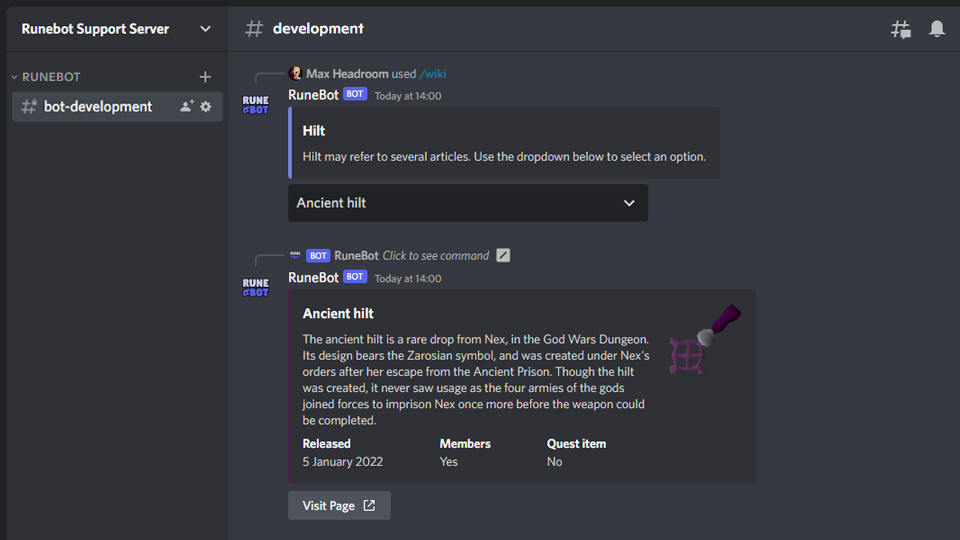 Runebot Support Server
# development
RUNEBOT
bot-development
Max Headroom used /wiki
RUNE
BOT
RuneBot BOT Today at 14:00
Hilt
Hilt may refer to several articles. Use the dropdown below to select an option.
Ancient hilt
BOT RuneBot Click to see command
RUNE
BOT
RuneBot BOT Today at 14:00
Ancient hilt
The ancient hilt is a rare drop from Nex, in the God Wars Dungeon.
Its design bears the Zarosian symbol, and was created under Nex's
orders after her escape from the Ancient Prison. Though the hilt
was created, it never saw usage as the four armies of the gods
joined forces to imprison Nex once more before the weapon could
be completed.
Released Members Quest item
5 January 2022 Yes No
Visit Page